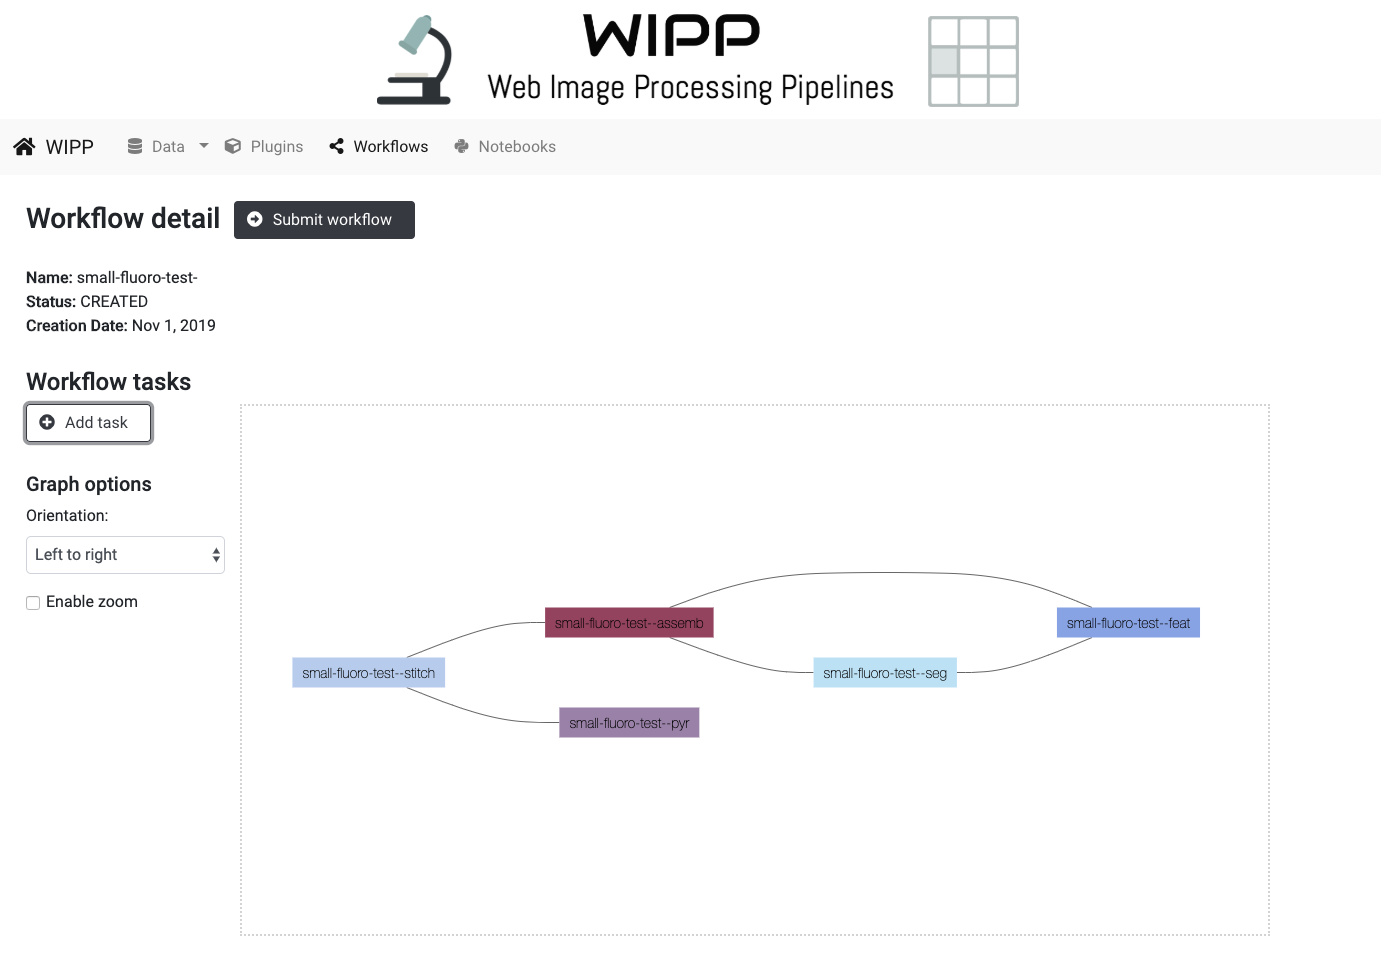 WIPP
Web Image Processing Pipelines
WIPP Data Plugins Workflows Notebooks
Workflow detail Submit workflow
Name: small-fluoro-test-
Status: CREATED
Creation Date: Nov 1, 2019
Workflow tasks
Add task
Graph options
Orientation:
Left to right
Enable zoom
small-fluoro-test--assemb
small-fluoro-test--feat
small-fluoro-test--stitch
small-fluoro-test--seg
small-fluoro-test--pyr